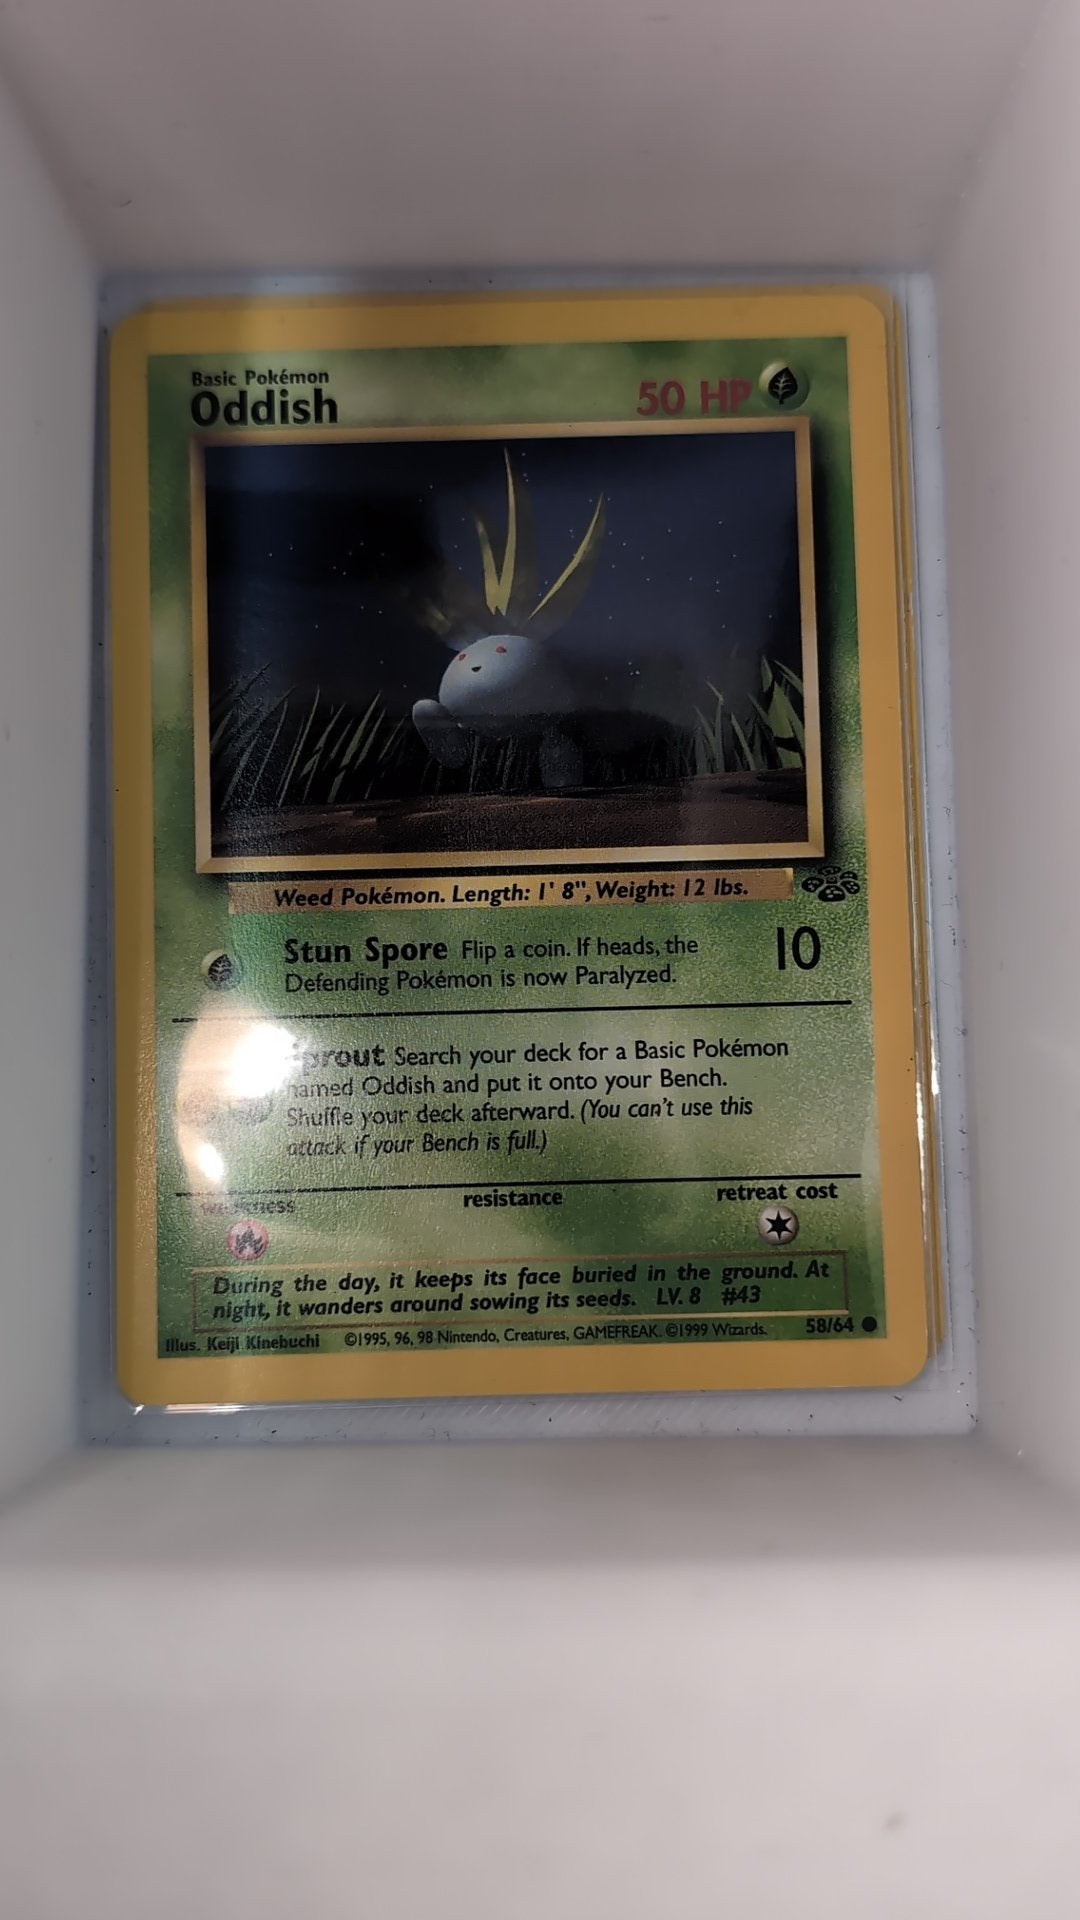 Basic Pokémon
Oddish
50 HP
Weed Pokémon. Length: 1' 8", Weight: 12 lbs.
Stun Spore Flip a coin. If heads, the 10
Defending Pokémon is now Paralyzed.
Sprout Search your deck for a Basic Pokémon
named Oddish and put it onto your Bench.
Shuffle your deck afterward. (You can't use this
attack if your Bench is full.)
weakness resistance retreat cost
During the day, it keeps its face buried in the ground. At
night, it wanders around sowing its seeds. LV. 8 #43
Illus. Keiji Kinebuchi ©1995, 96, 98 Nintendo, Creatures, GAMEFREAK. ©1999 Wizards. 58/64